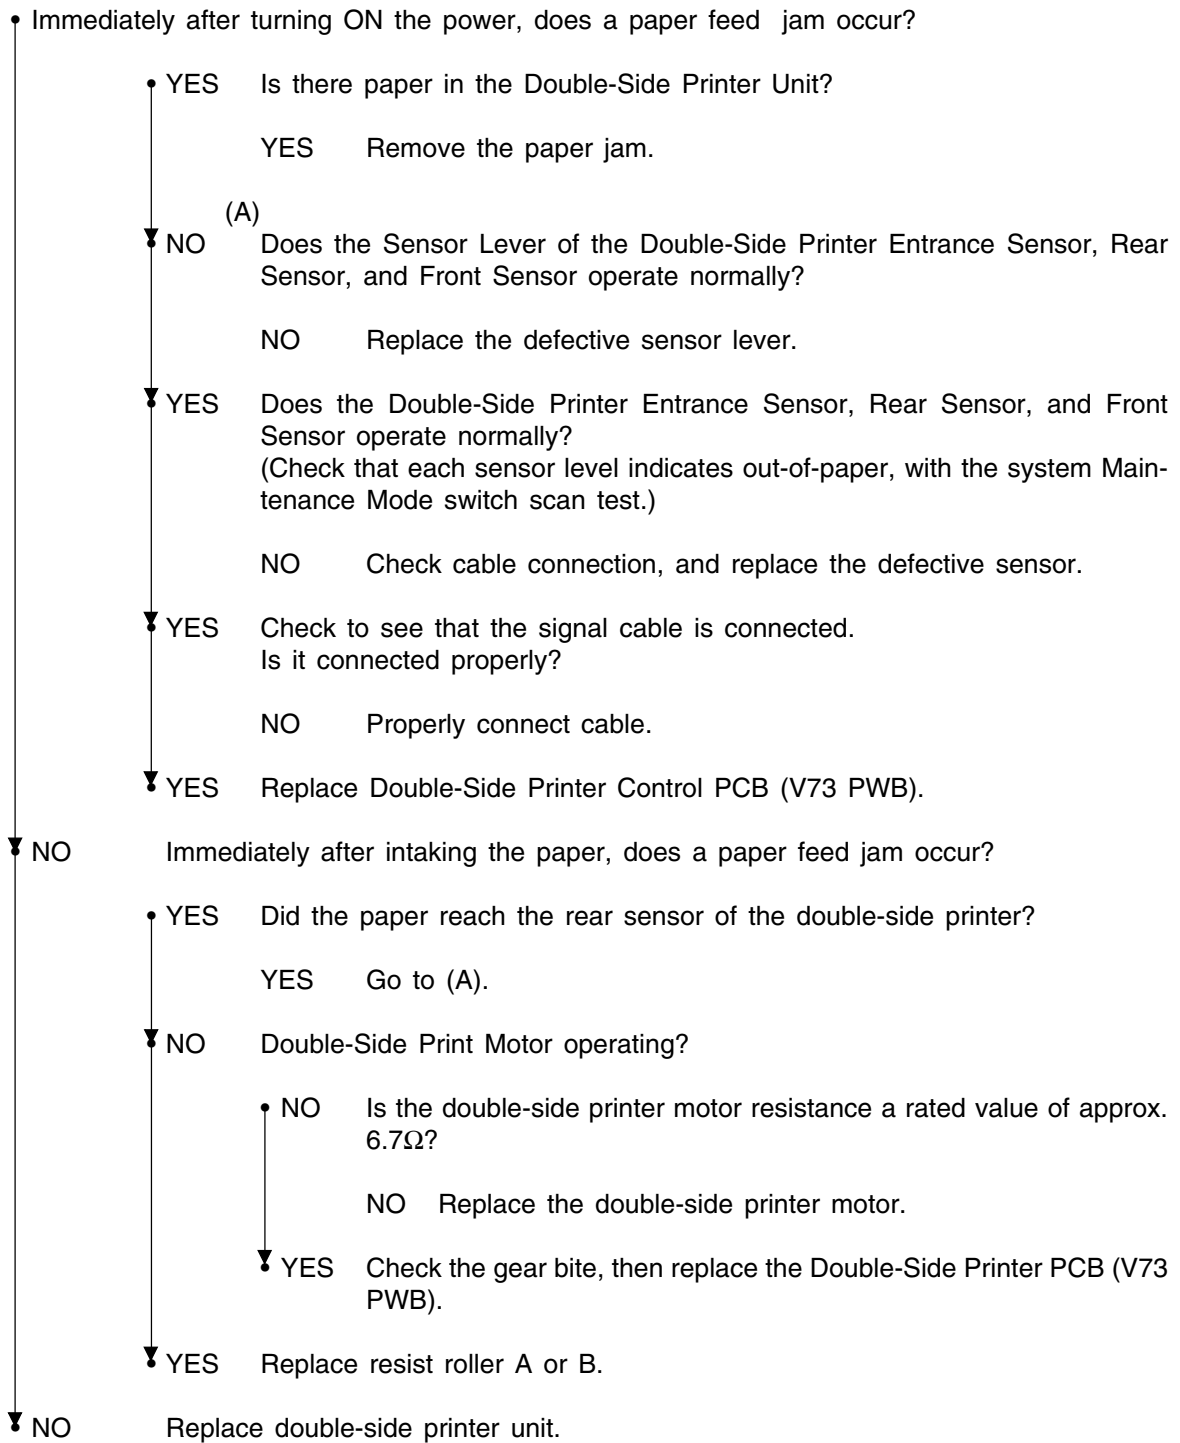 Immediately after turning ON the power, does a paper feed jam occur?
YES Is there paper in the Double-Side Printer Unit?
YES Remove the paper jam.
(A)
NO Does the Sensor Lever of the Double-Side Printer Entrance Sensor, Rear
Sensor, and Front Sensor operate normally?
NO Replace the defective sensor lever.
YES Does the Double-Side Printer Entrance Sensor, Rear Sensor, and Front
Sensor operate normally?
(Check that each sensor level indicates out-of-paper, with the system Main-
tenance Mode switch scan test.)
NO Check cable connection, and replace the defective sensor.
YES Check to see that the signal cable is connected.
Is it connected properly?
NO Properly connect cable.
YES Replace Double-Side Printer Control PCB (V73 PWB).
NO Immediately after intaking the paper, does a paper feed jam occur?
YES Did the paper reach the rear sensor of the double-side printer?
YES Go to (A).
NO Double-Side Print Motor operating?
NO Is the double-side printer motor resistance a rated value of approx.
6.7Ω?
NO Replace the double-side printer motor.
YES Check the gear bite, then replace the Double-Side Printer PCB (V73
PWB).
YES Replace resist roller A or B.
NO Replace double-side printer unit.